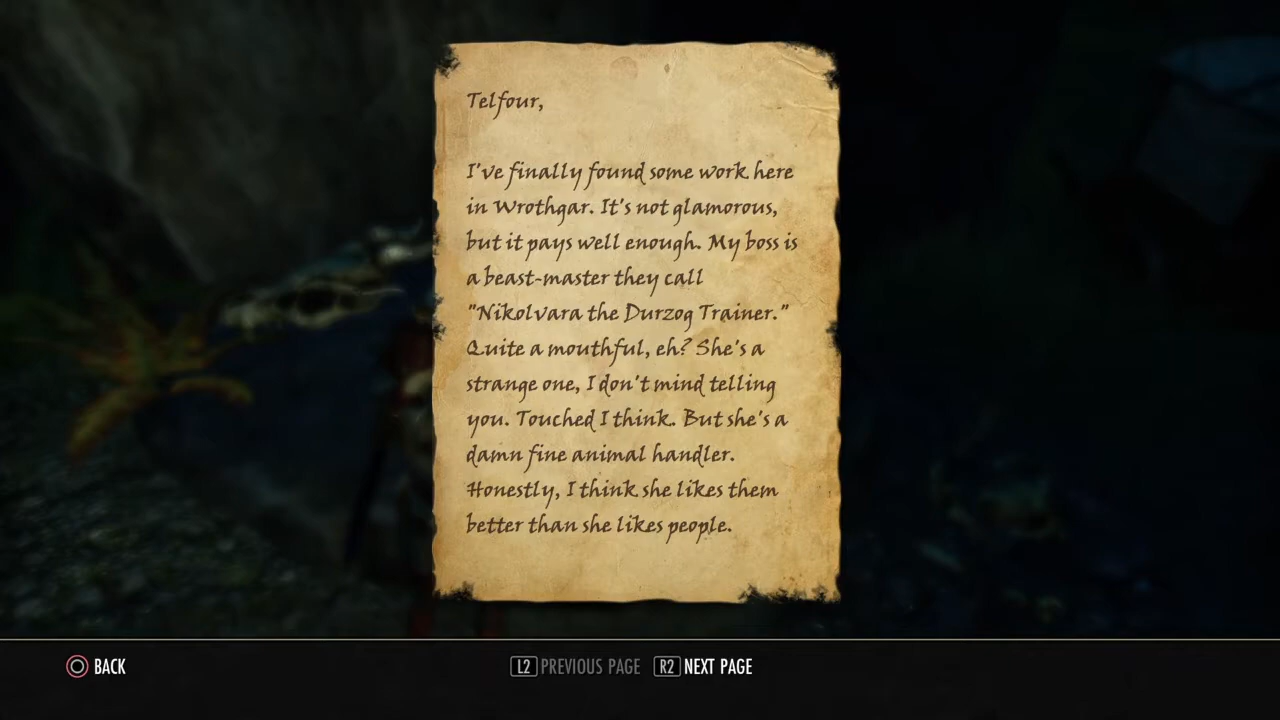 Telfour,
I've finally found some work here
in Wrothgar. It's not glamorous,
but it pays well enough. My boss is
a beast-master they call
"Nikolvara the Durzog Trainer."
Quite a mouthful, eh? She's a
strange one, I don't mind telling
you. Touched I think. But she's a
damn fine animal handler.
Honestly, I think she likes them
better than she likes people.
BACK
L2 PREVIOUS PAGE R2 NEXT PAGE